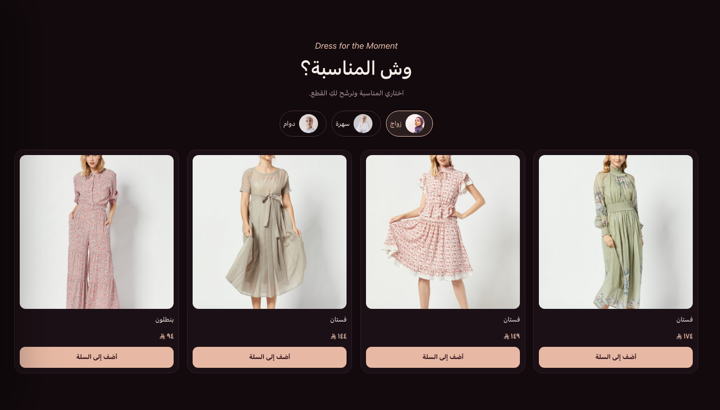 Dress for the Moment
وش المناسبة؟
اختاري المناسبة ونرشّح لكِ القطع.
زواج
سهرة
دوام
فستان
١٧٤
أضف إلى السلة
فستان
١٤٩
أضف إلى السلة
فستان
١٤٤
أضف إلى السلة
بنطلون
٩٤
أضف إلى السلة